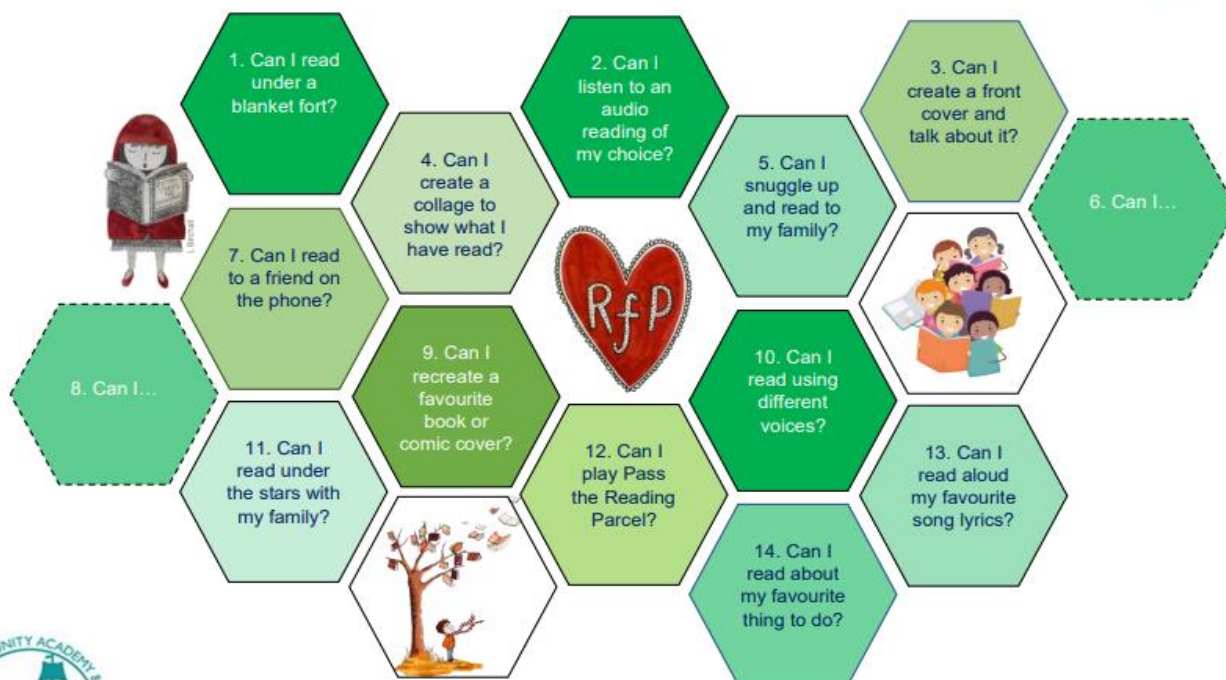 1. Can I read
under a
blanket fort?
2. Can I
listen to an
audio
reading of
my choice?
3. Can I
create a front
cover and
talk about it?
4. Can I
create a
collage to
show what I
have read?
5. Can I
snuggle up
and read to
my family?
6. Can I...
7. Can I read
to a friend on
the phone?
RfP
8. Can I...
9. Can I
recreate a
favourite
book or
comic cover?
10. Can I
read using
different
voices?
11. Can I
read under
the stars with
my family?
12. Can I
play Pass
the Reading
Parcel?
13. Can I
read aloud
my favourite
song lyrics?
14. Can I
read about
my favourite
thing to do?
L Birchall
ACADEMY &